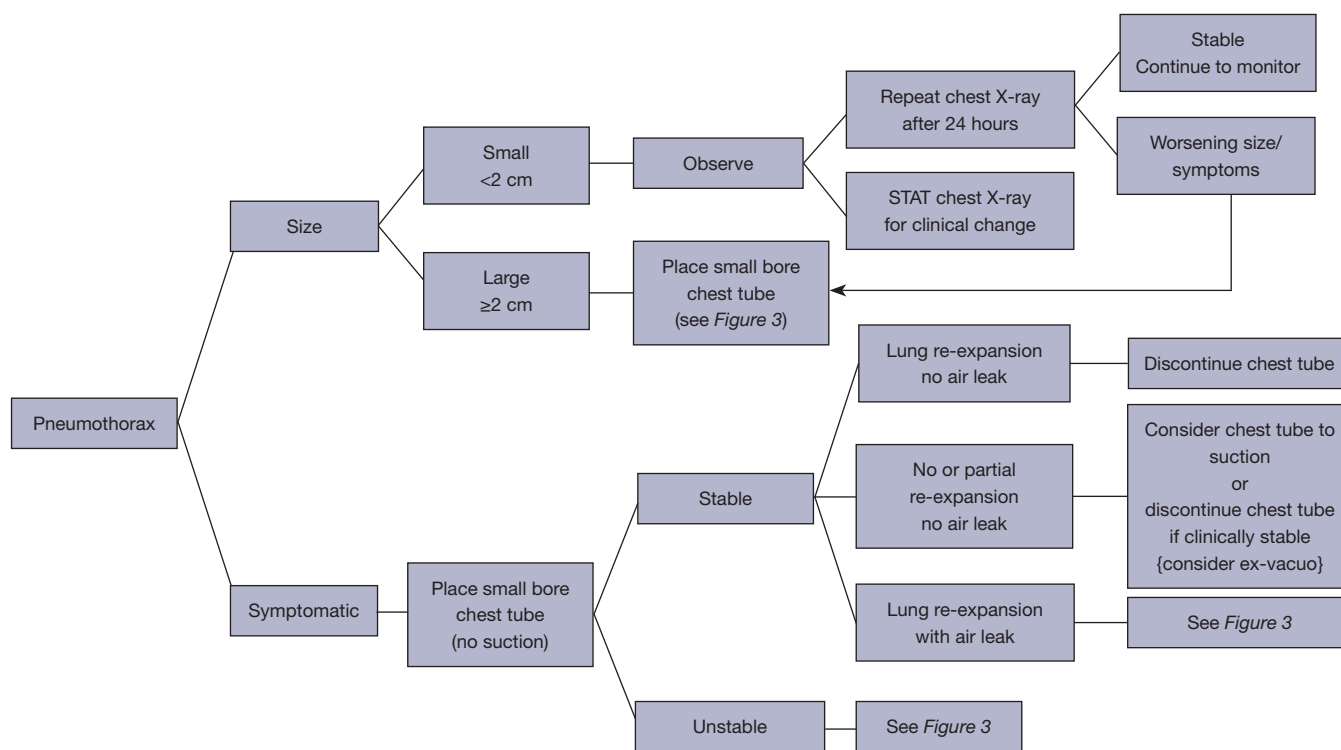 Pneumothorax
Size
Small
<2 cm
Observe
Repeat chest X-ray
after 24 hours
Stable
Continue to monitor
Worsening size/
symptoms
STAT chest X-ray
for clinical change
Large
≥2 cm
Place small bore
chest tube
(see Figure 3)
Symptomatic
Place small bore
chest tube
(no suction)
Stable
Lung re-expansion
no air leak
Discontinue chest tube
No or partial
re-expansion
no air leak
Consider chest tube to
suction
or
discontinue chest tube
if clinically stable
{consider ex-vacuo}
Lung re-expansion
with air leak
See Figure 3
Unstable
See Figure 3